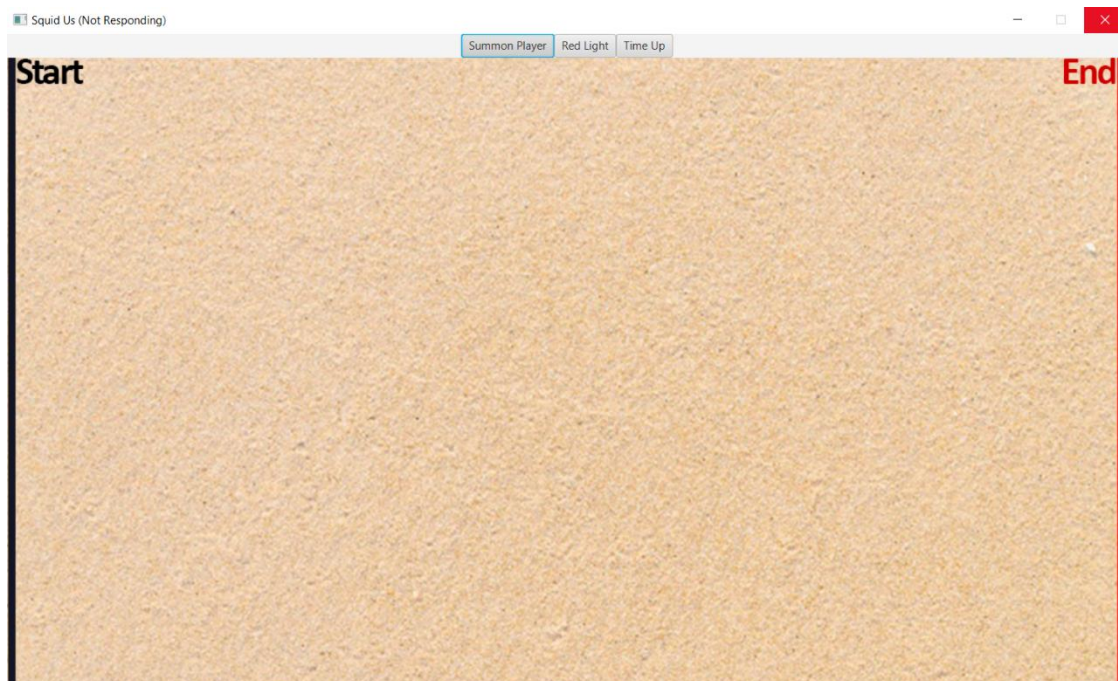 Squid Us (Not Responding)
Summon Player Red Light Time Up
Start End